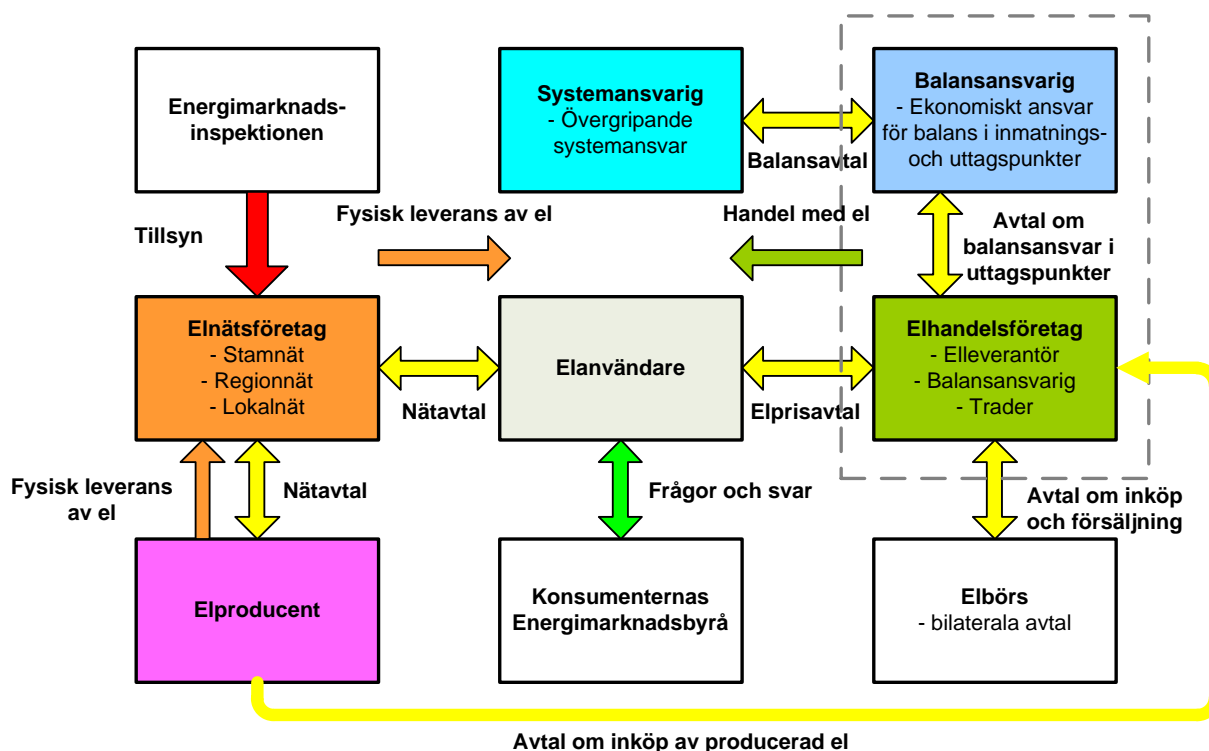 Energimarknads-
inspektionen
Systemansvarig
- Övergripande
systemansvar
Balansansvarig
- Ekonomiskt ansvar
för balans i inmatnings-
och uttagspunkter
Balansavtal
Tillsyn
Fysisk leverans av el
Handel med el
Avtal om
balansansvar i
uttagspunkter
Elnätsföretag
- Stamnät
- Regionnät
- Lokalnät
Nätavtal
Elanvändare
Elprisavtal
Elhandelsföretag
- Elleverantör
- Balansansvarig
- Trader
Fysisk leverans
av el
Nätavtal
Frågor och svar
Avtal om inköp
och försäljning
Elproducent
Konsumenternas
Energimarknadsbyrå
Elbörs
- bilaterala avtal
Avtal om inköp av producerad el